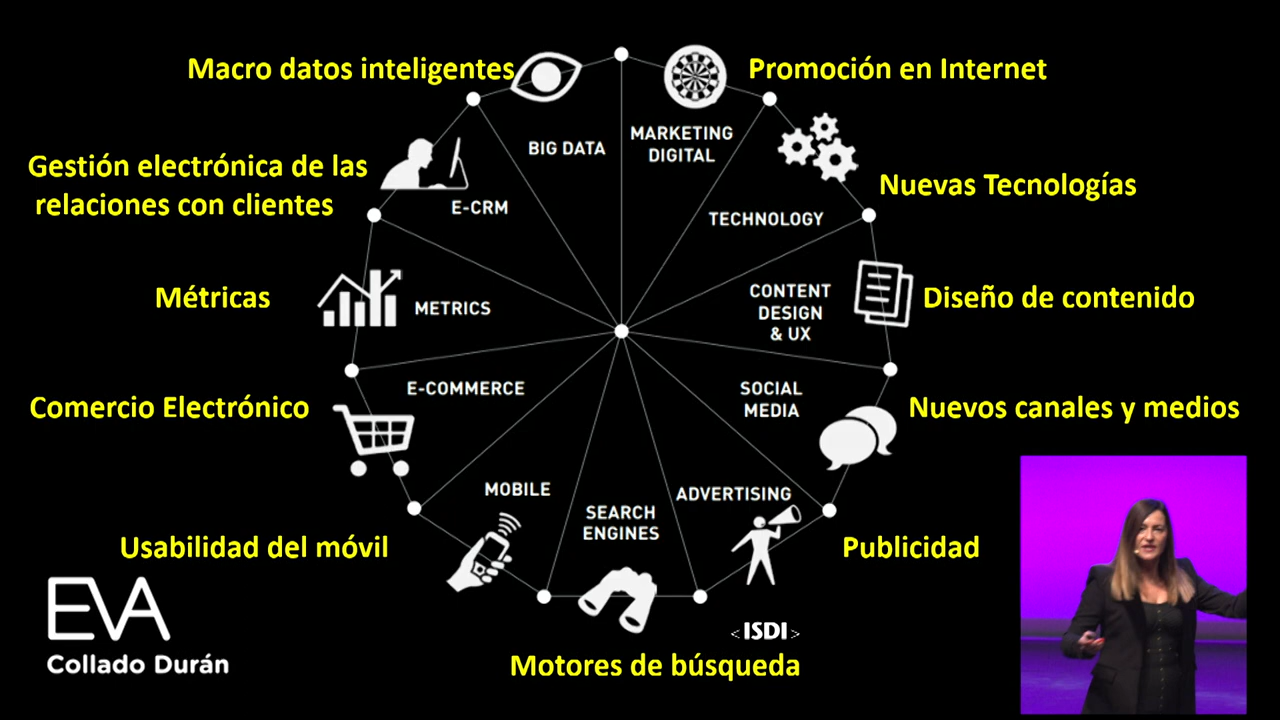 Macro datos inteligentes
Promoción en Internet
BIG DATA
MARKETING
DIGITAL
Gestión electrónica de las
relaciones con clientes
E-CRM
TECHNOLOGY
Nuevas Tecnologías
Métricas
METRICS
CONTENT
DESIGN
& UX
Diseño de contenido
Comercio Electrónico
E-COMMERCE
SOCIAL
MEDIA
Nuevos canales y medios
MOBILE
SEARCH
ENGINES
ADVERTISING
Usabilidad del móvil
Publicidad
EVA
Collado Durán
<ISDI>
Motores de búsqueda